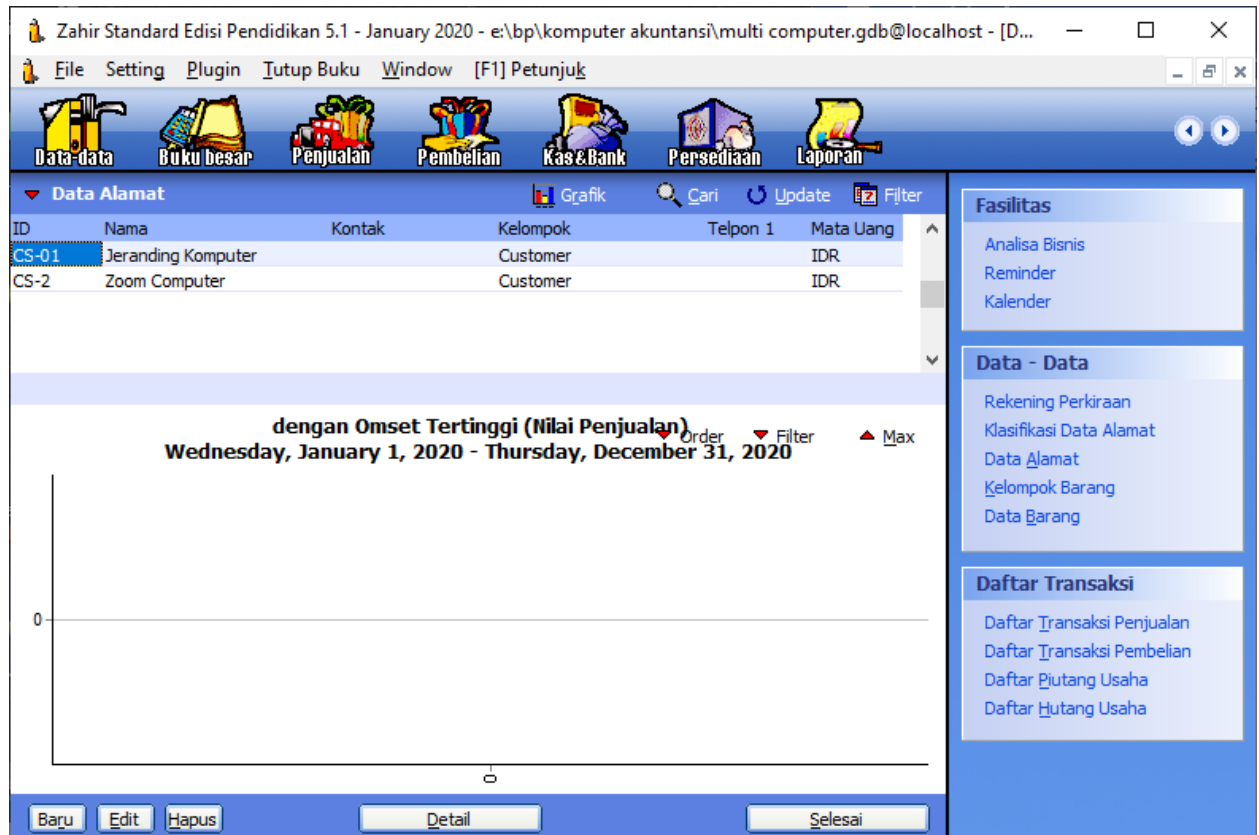 Zahir Standard Edisi Pendidikan 5.1 - January 2020 - e:\bp\komputer akuntansi\multi computer.gdb@localhost - [D...
File Setting Plugin Tutup Buku Window [F1] Petunjuk
Data-data Buku besar Penjualan Pembelian Kas&Bank Persediaan Laporan
Data Alamat Grafik Cari Update Filter
ID Nama Kontak Kelompok Telpon 1 Mata Uang
CS-01 Jeranding Komputer Customer IDR
CS-2 Zoom Computer Customer IDR
dengan Omset Tertinggi (Nilai Penjualan)
Order Filter Max
Wednesday, January 1, 2020 - Thursday, December 31, 2020
0
0
Baru Edit Hapus Detail Selesai
Fasilitas
Analisa Bisnis
Reminder
Kalender
Data - Data
Rekening Perkiraan
Klasifikasi Data Alamat
Data Alamat
Kelompok Barang
Data Barang
Daftar Transaksi
Daftar Transaksi Penjualan
Daftar Transaksi Pembelian
Daftar Piutang Usaha
Daftar Hutang Usaha